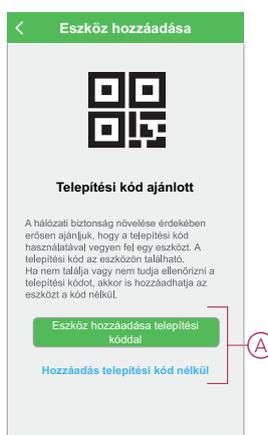 Eszköz hozzáadása
Telepítési kód ajánlott
A hálózati biztonság növelése érdekében
erősen ajánljuk, hogy a telepítési kód
használatával vegyen fel egy eszközt. A
telepítési kód az eszközön található.
Ha nem találja vagy nem tudja ellenőrizni a
telepítési kódot, akkor is hozzáadhatja az
eszközt a kód nélkül.
Eszköz hozzáadása telepítési
kóddal
A
Hozzáadás telepítési kód nélkül